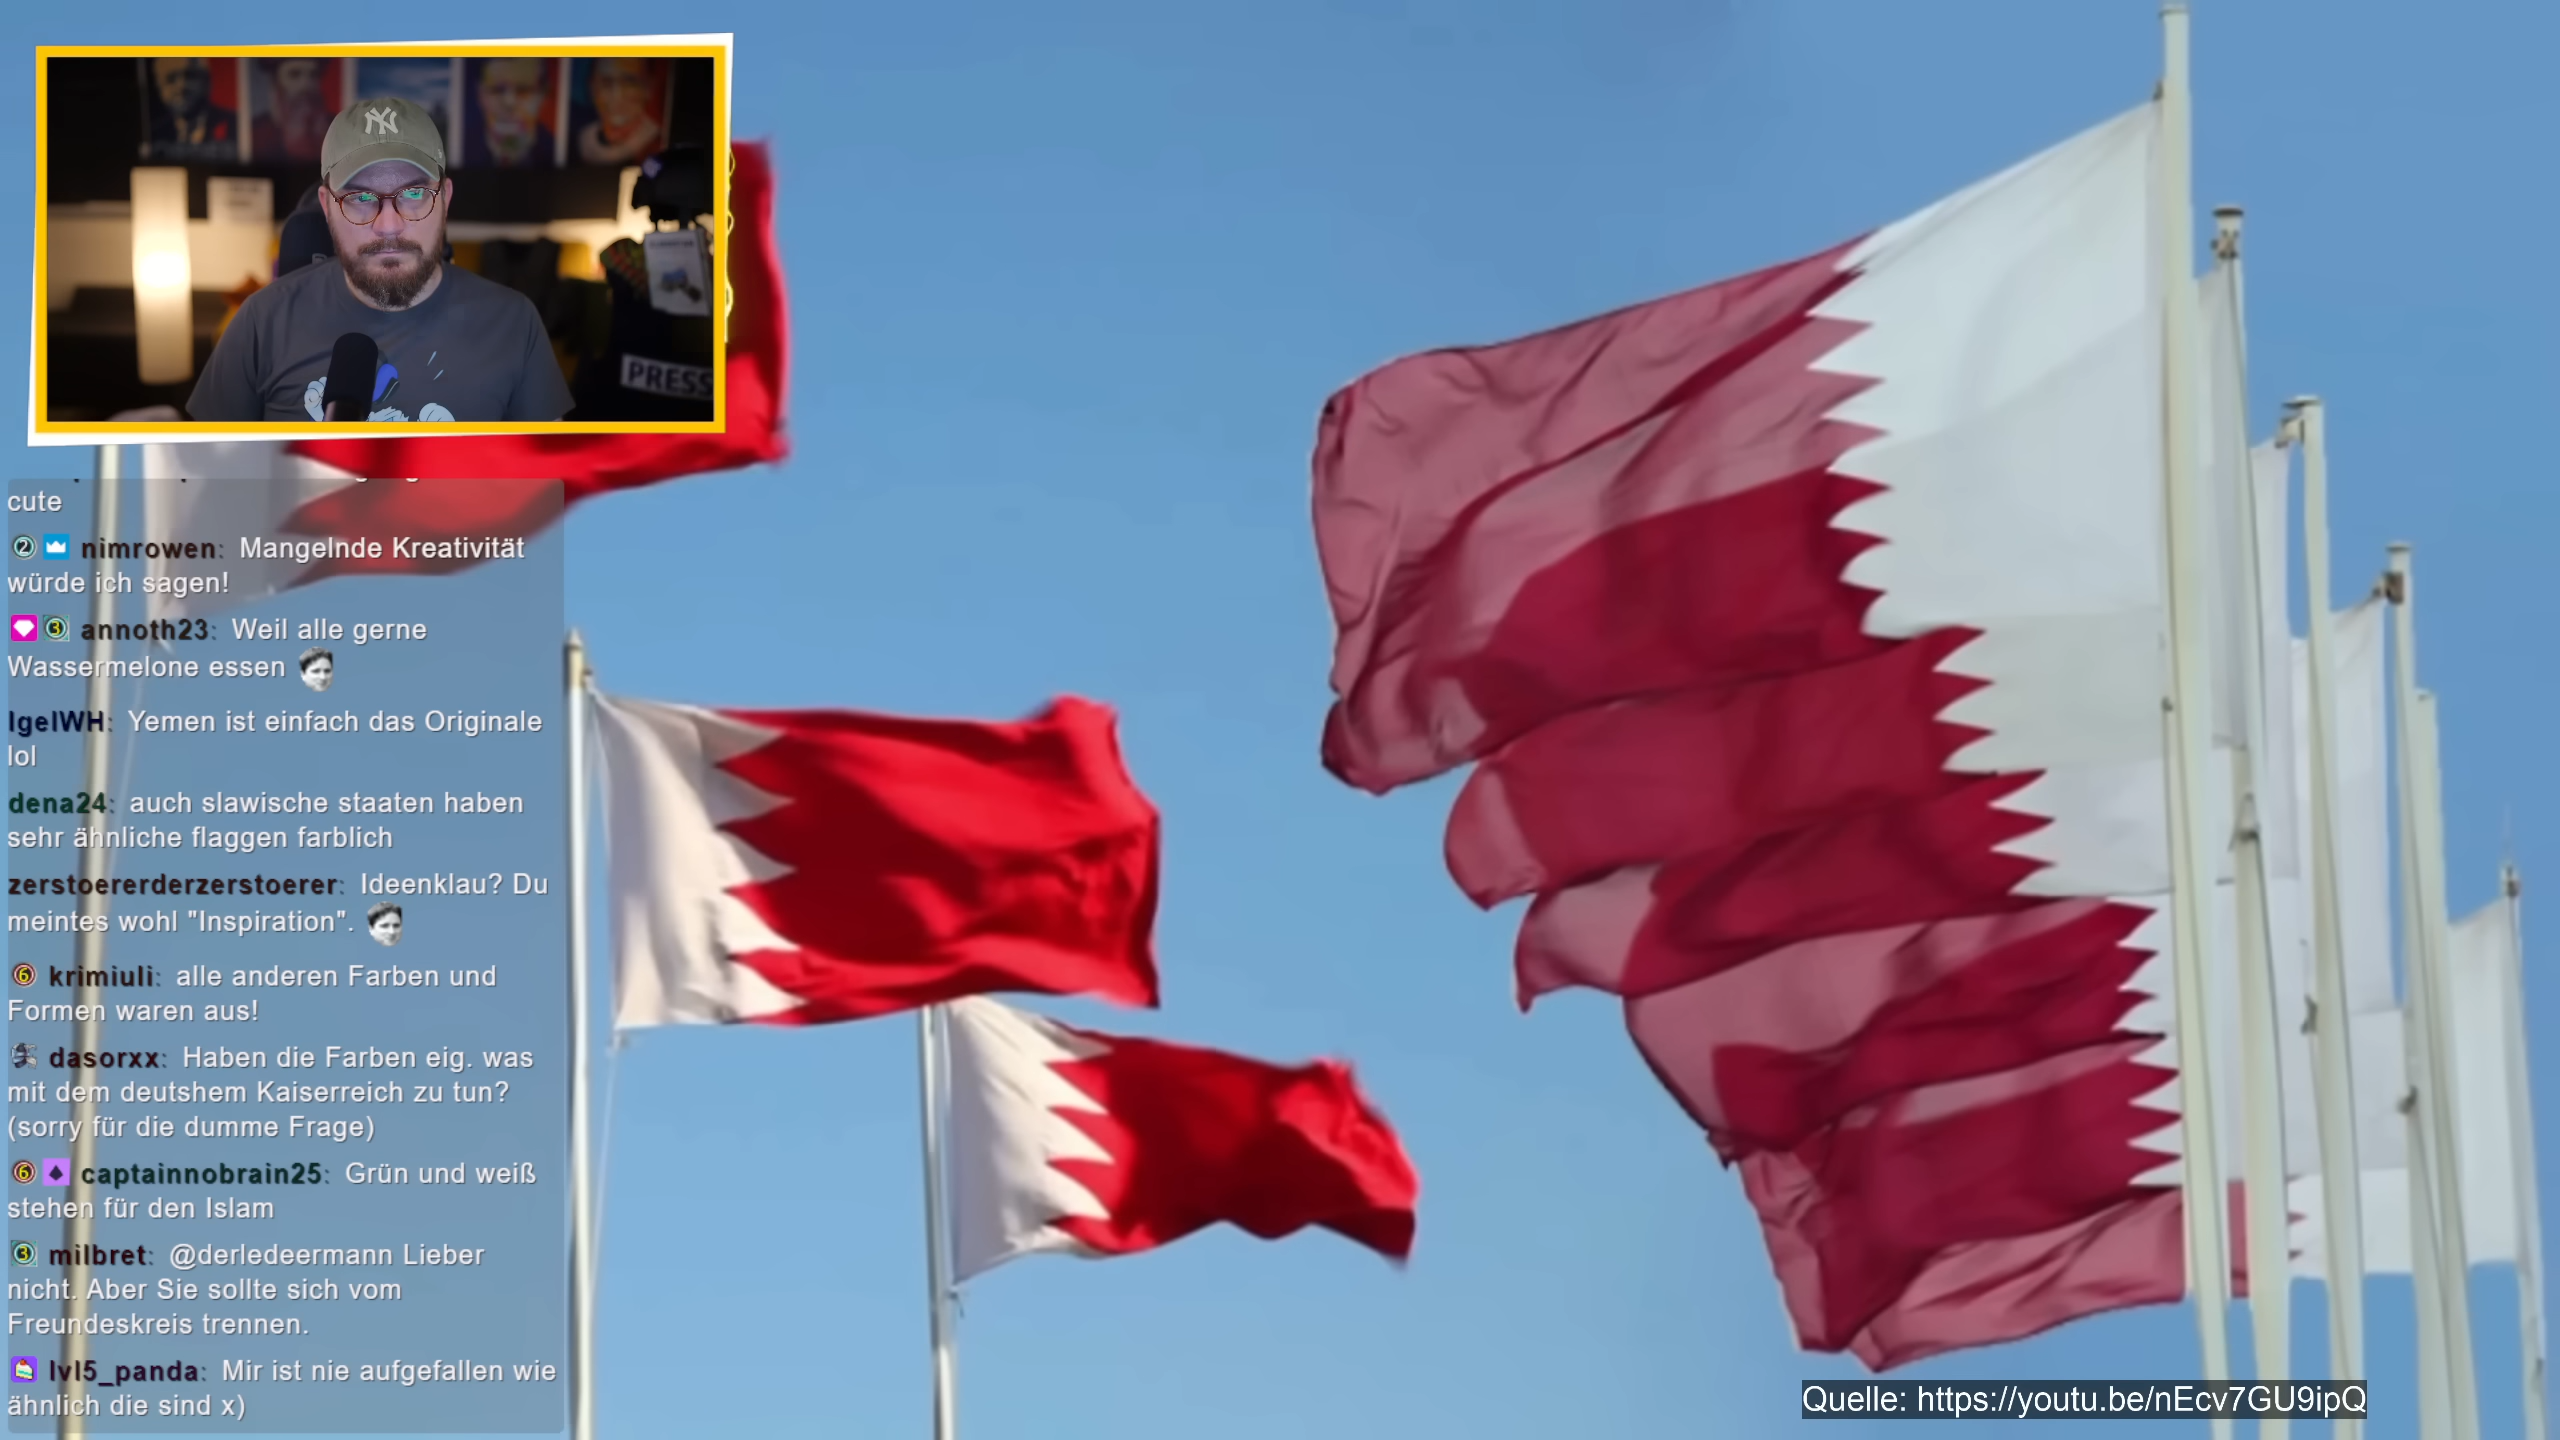 NY
PRESS
cute
nimrowen: Mangelnde Kreativität
würde ich sagen!
annoth23: Weil alle gerne
Wassermelone essen
IgelWH: Yemen ist einfach das Originale
lol
dena24: auch slawische staaten haben
sehr ähnliche flaggen farblich
zerstoererderzerstoerer: Ideenklau? Du
meintes wohl "Inspiration".
krimiuli: alle anderen Farben und
Formen waren aus!
dasorxx: Haben die Farben eig. was
mit dem deutshem Kaiserreich zu tun?
(sorry für die dumme Frage)
captainnobrain25: Grün und weiß
stehen für den Islam
milbret: @derledeermann Lieber
nicht. Aber Sie sollte sich vom
Freundeskreis trennen.
lvl5_panda: Mir ist nie aufgefallen wie
ähnlich die sind x)
Quelle: https://youtu.be/nEcv7GU9ipQ